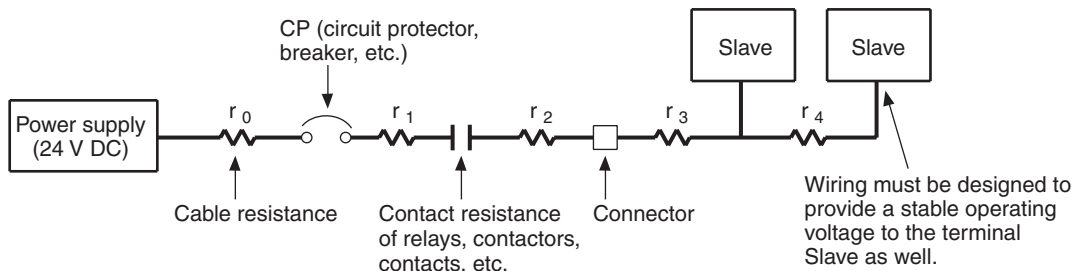 CP (circuit protector,
breaker, etc.)
Slave
Slave
Power supply
(24 V DC)
r 0
r 1
r 2
r 3
r 4
Cable resistance
Contact resistance
of relays, contactors,
contacts, etc.
Connector
Wiring must be designed to
provide a stable operating
voltage to the terminal
Slave as well.